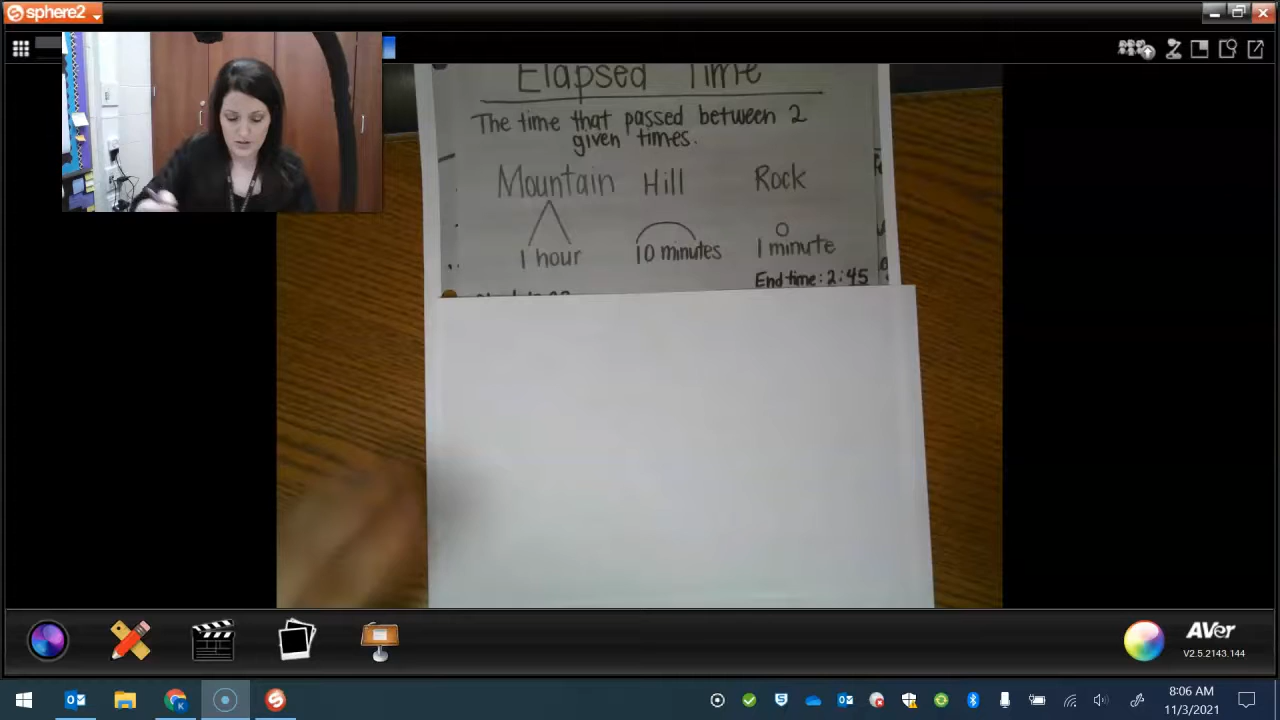 sphere2
Elapsed Time
The time that passed between 2
given times.
Mountain Hill Rock
1 hour 10 minutes 1 minute
End time: 2:45
AVer
V2.5.2143.144
8:06 AM
11/3/2021